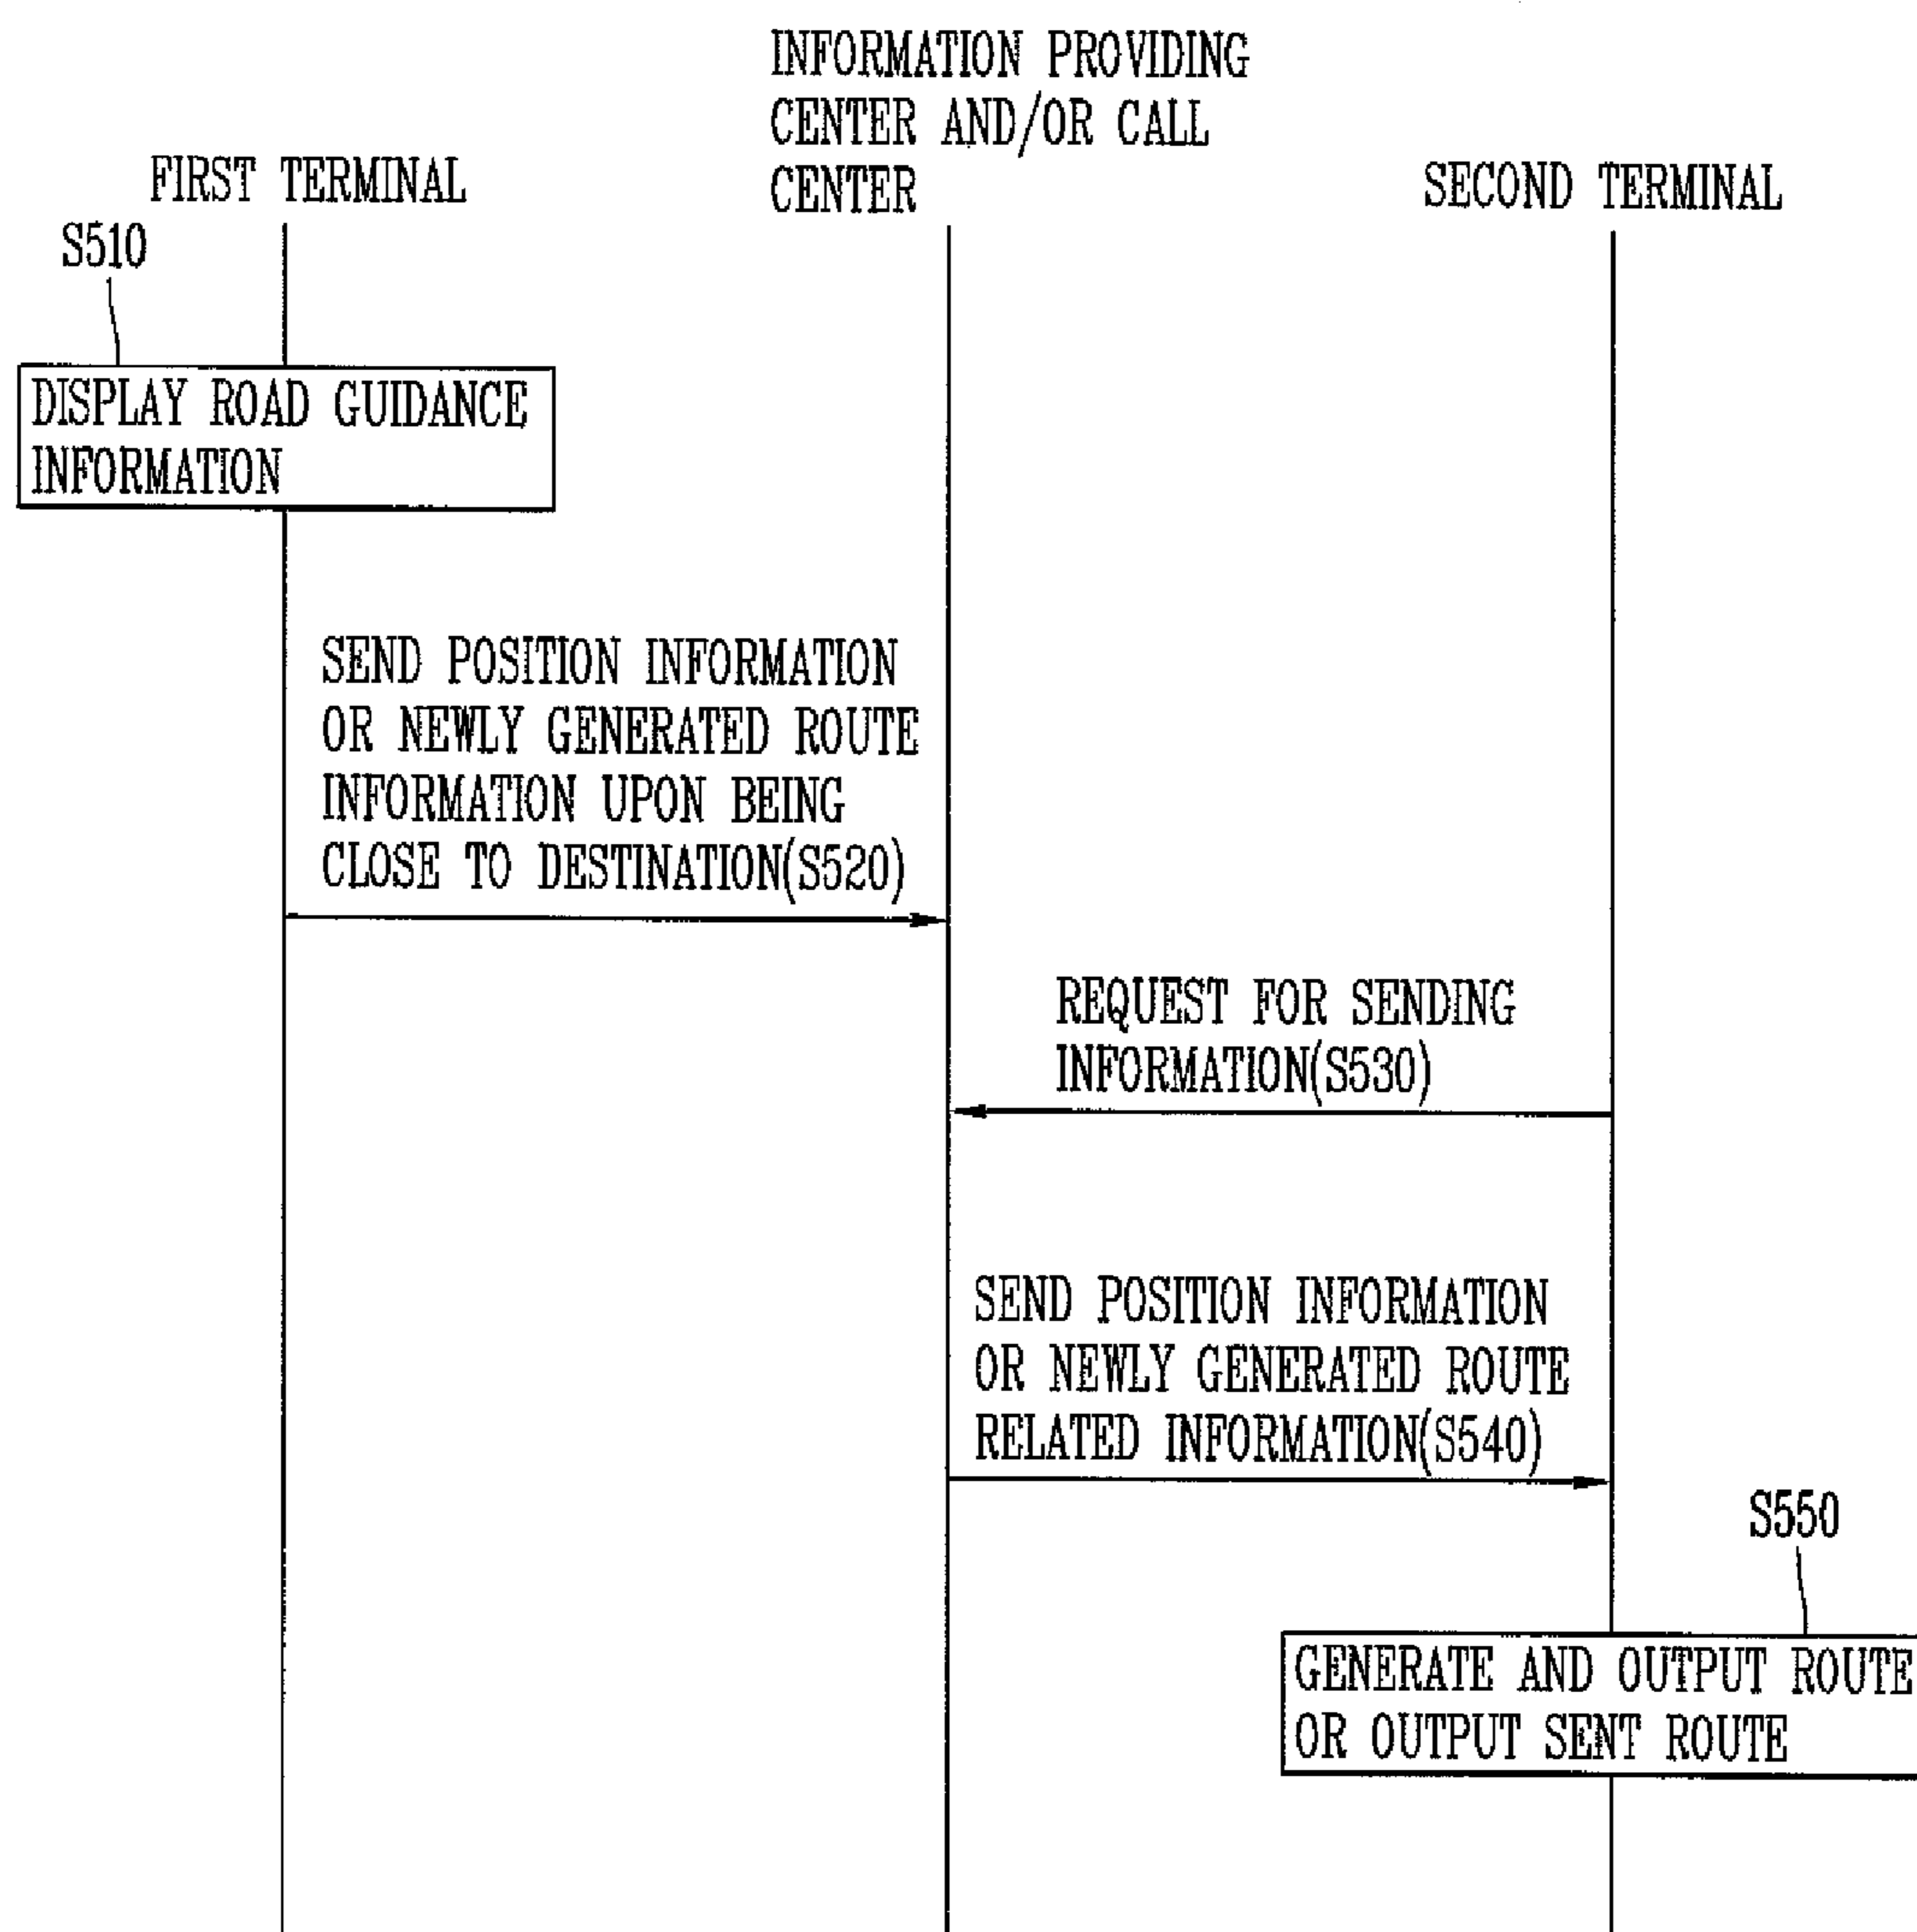 INFORMATION PROVIDING
CENTER AND/OR CALL
CENTER
FIRST TERMINAL
SECOND TERMINAL
S510
DISPLAY ROAD GUIDANCE
INFORMATION
SEND POSITION INFORMATION
OR NEWLY GENERATED ROUTE
INFORMATION UPON BEING
CLOSE TO DESTINATION(S520)
REQUEST FOR SENDING
INFORMATION(S530)
SEND POSITION INFORMATION
OR NEWLY GENERATED ROUTE
RELATED INFORMATION(S540)
S550
GENERATE AND OUTPUT ROUTE
OR OUTPUT SENT ROUTE